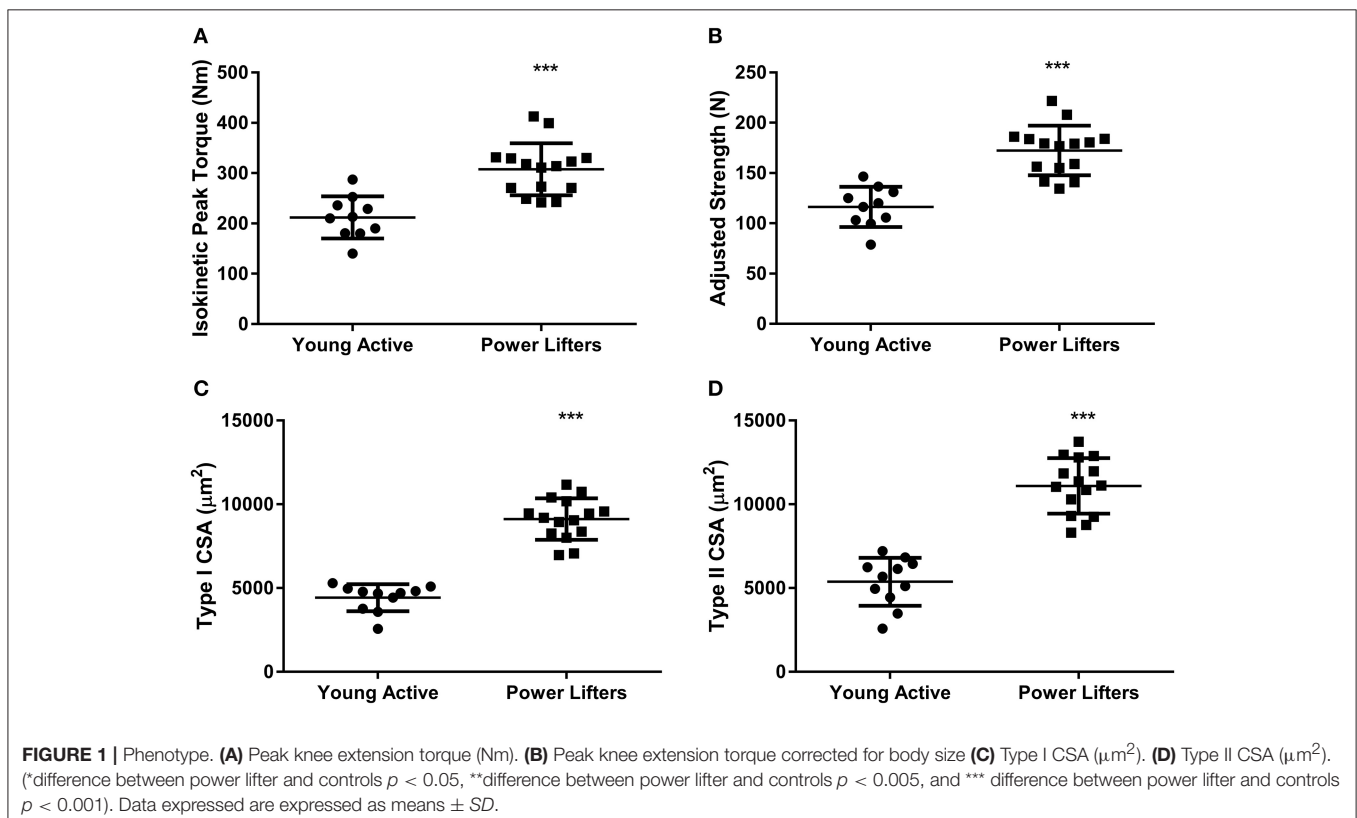 A
Isokinetic Peak Torque (Nm)
500
400
300
200
100
0
***
Young Active
Power Lifters
B
Adjusted Strength (N)
250
200
150
100
50
0
***
Young Active
Power Lifters
C
Type I CSA (μm²)
15000
10000
5000
0
***
Young Active
Power Lifters
D
Type II CSA (μm²)
15000
10000
5000
0
***
Young Active
Power Lifters
FIGURE 1 | Phenotype. (A) Peak knee extension torque (Nm). (B) Peak knee extension torque corrected for body size (C) Type I CSA (μm²). (D) Type II CSA (μm²).
(*difference between power lifter and controls p < 0.05, **difference between power lifter and controls p < 0.005, and *** difference between power lifter and controls
p < 0.001). Data expressed are expressed as means ± SD.